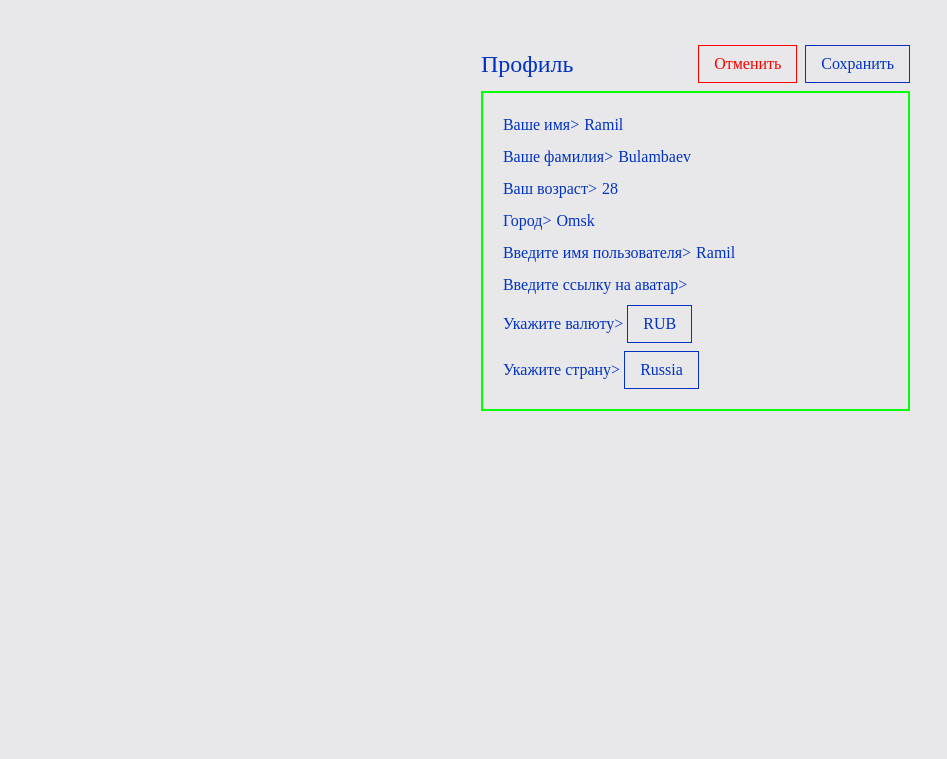 Профиль Отменить Сохранить
Ваше имя> Ramil
Ваше фамилия> Bulambaev
Ваш возраст> 28
Город> Omsk
Введите имя пользователя> Ramil
Введите ссылку на аватар>
Укажите валюту> RUB
Укажите страну> Russia